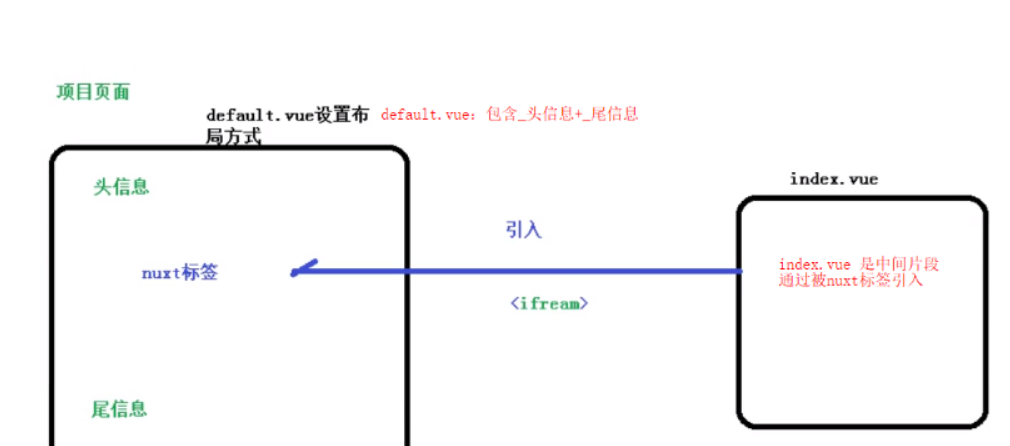 项目页面
default.vue设置布
局方式
default.vue：包含_头信息+_尾信息
头信息
index.vue
引入
nuxt标签
index.vue 是中间片段
通过被nuxt标签引入
<ifream>
尾信息